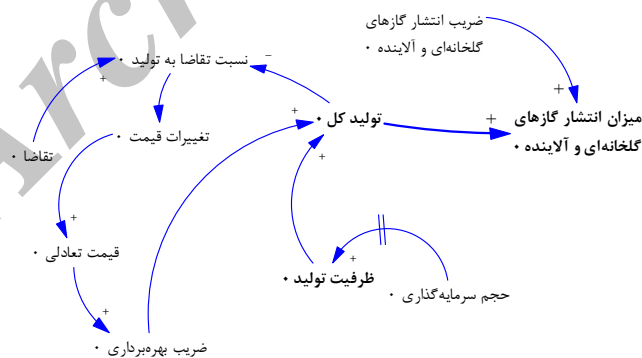 ضریب انتشار گازهای
گلخانه‌ای و آلاینده ۰
نسبت تقاضا به تولید ۰
−
+
+
تولید کل ۰
+
+
میزان انتشار گازهای
گلخانه‌ای و آلاینده ۰
تغییرات قیمت ۰
تقاضا ۰
+
+
قیمت تعادلی ۰
+
ظرفیت تولید ۰
حجم سرمایه‌گذاری ۰
+
ضریب بهره‌برداری ۰
Arc